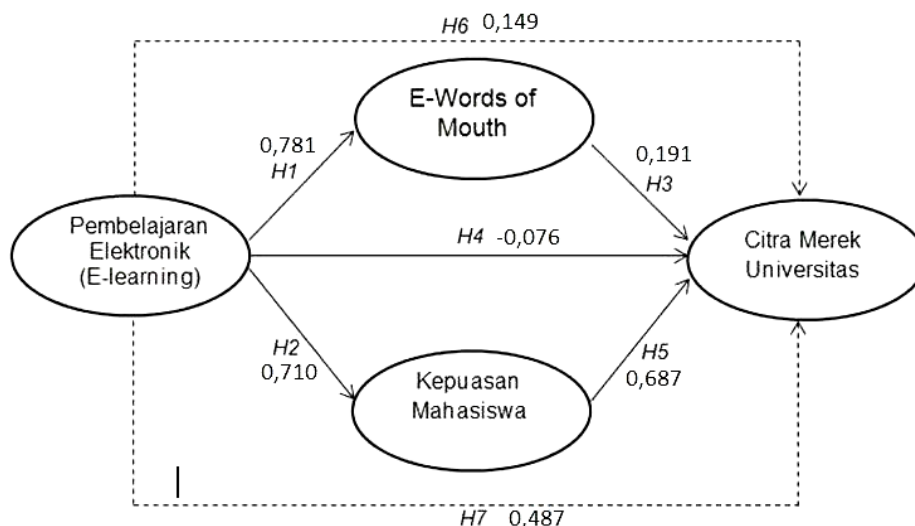 H6 0,149
E-Words of
Mouth
0,781
H1
0,191
H3
Pembelajaran
Elektronik
(E-learning)
H4 -0,076
Citra Merek
Universitas
H2
0,710
H5
0,687
Kepuasan
Mahasiswa
H7 0,487